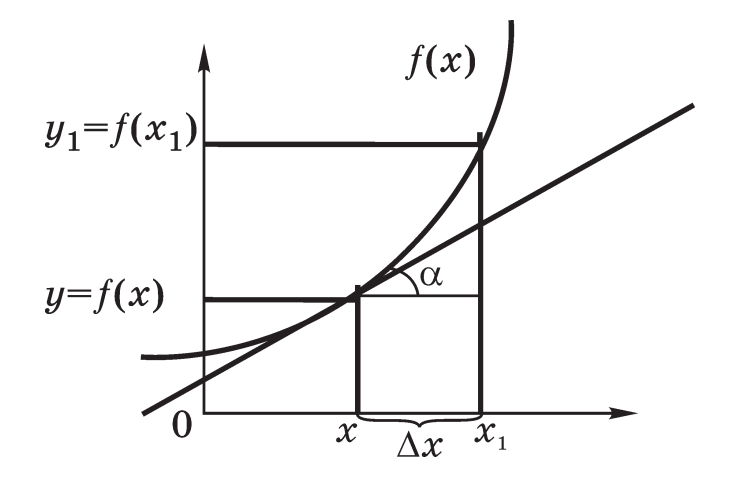 f(x)
y₁=f(x₁)
α
y=f(x)
0
x
Δx
x₁